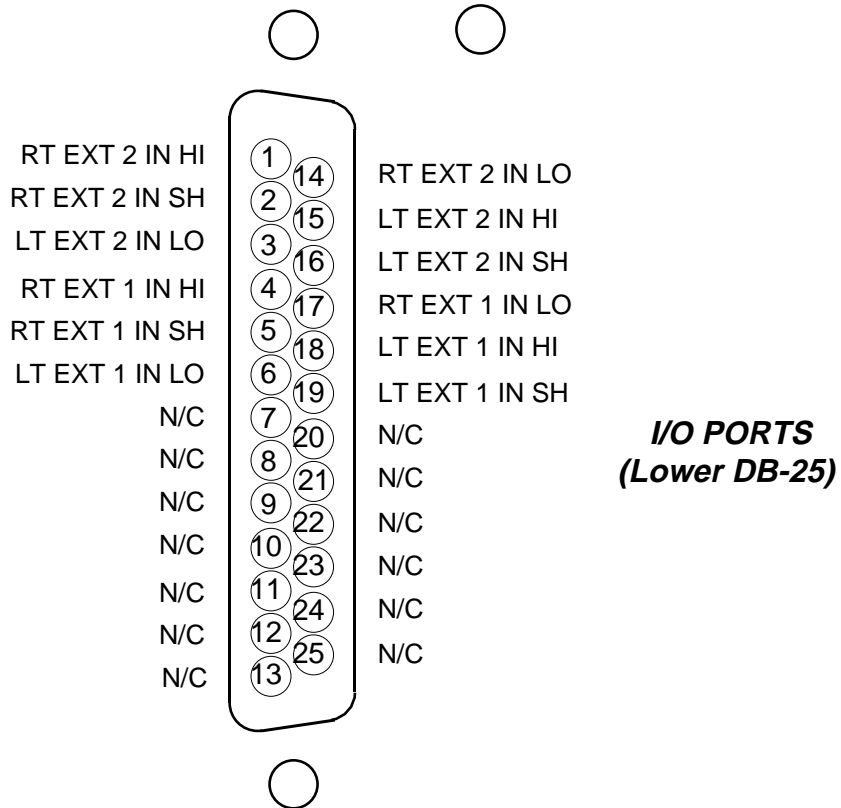 RT EXT 2 IN HI
RT EXT 2 IN SH
LT EXT 2 IN LO
RT EXT 1 IN HI
RT EXT 1 IN SH
LT EXT 1 IN LO
N/C
N/C
N/C
N/C
N/C
N/C
N/C
1
2
3
4
5
6
7
8
9
10
11
12
13
14
15
16
17
18
19
20
21
22
23
24
25
RT EXT 2 IN LO
LT EXT 2 IN HI
LT EXT 2 IN SH
RT EXT 1 IN LO
LT EXT 1 IN HI
LT EXT 1 IN SH
N/C
N/C
N/C
N/C
N/C
N/C
I/O PORTS
(Lower DB-25)